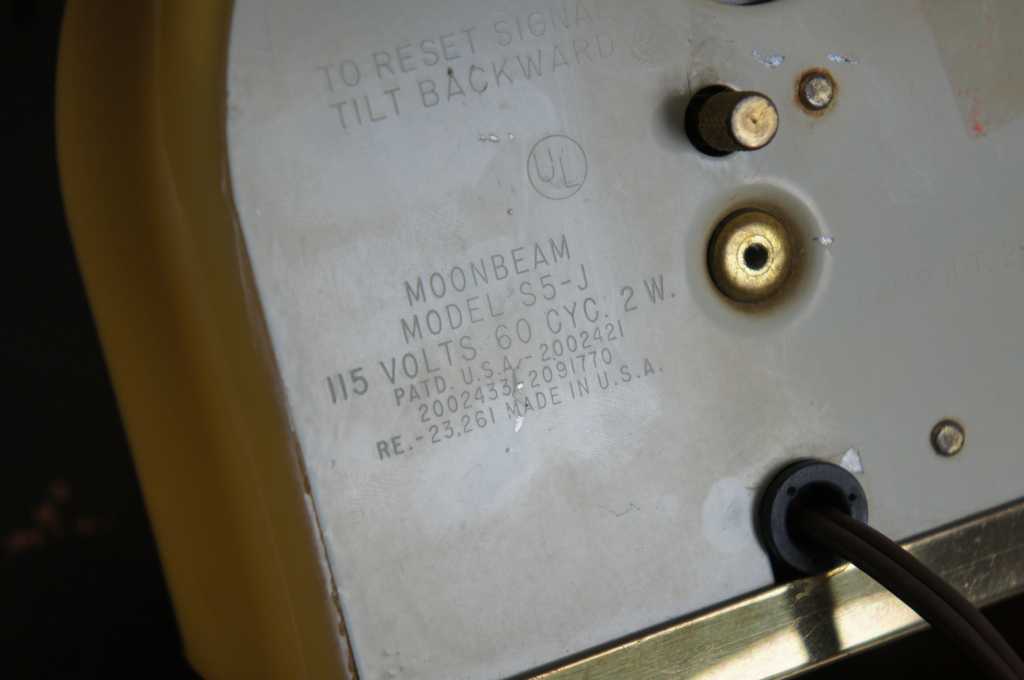 TO RESET SIGNAL
TILT BACKWARD
UL
MOONBEAM
MODEL S5-J
115 VOLTS 60 CYC. 2 W.
PATD. U.S.A.-2002421
2002433-2091770
RE.-23,261 MADE IN U.S.A.